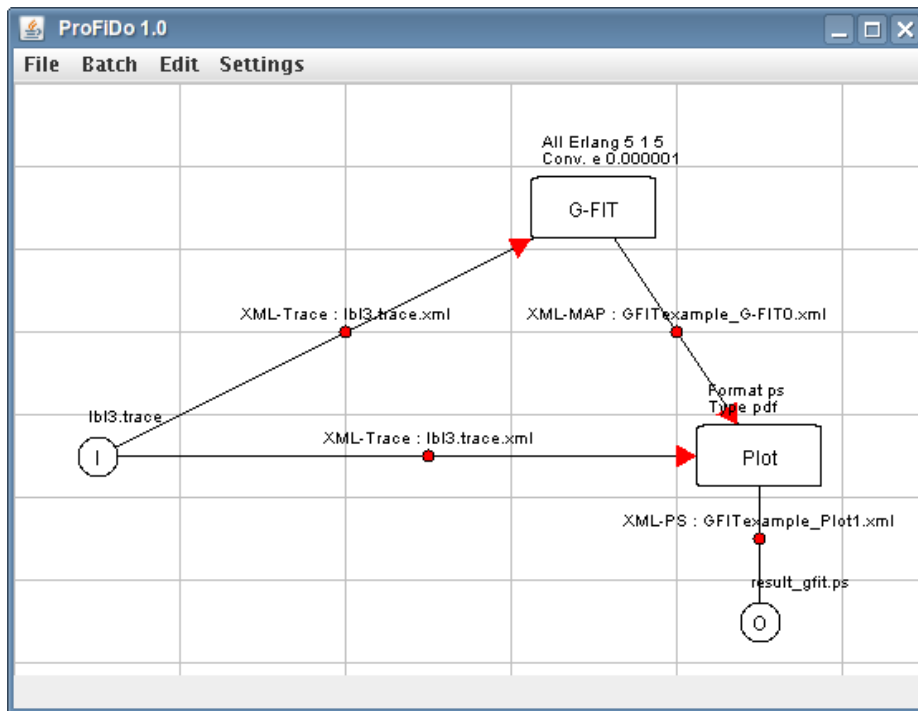 ProFiDo 1.0
File Batch Edit Settings
All Erlang 5 1 5
Conv. e 0.000001
G-FIT
XML-Trace : lbl3.trace.xml
XML-MAP : GFITexample_G-FIT0.xml
Format ps
Type pdf
lbl3.trace
I
XML-Trace : lbl3.trace.xml
Plot
XML-PS : GFITexample_Plot1.xml
result_gfit.ps
O